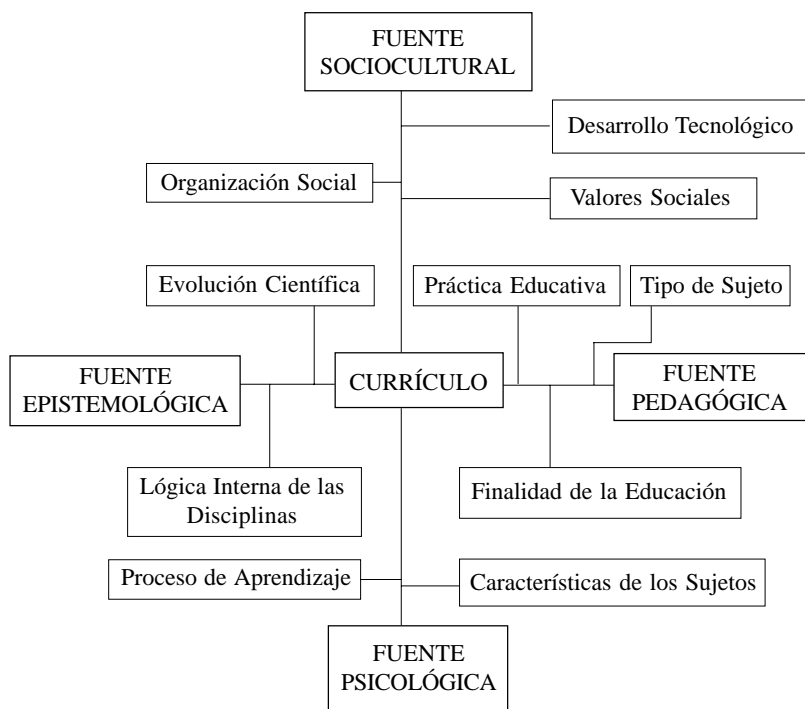 FUENTE
SOCIOCULTURAL
Desarrollo Tecnológico
Organización Social
Valores Sociales
Evolución Científica
Práctica Educativa
Tipo de Sujeto
FUENTE
EPISTEMOLÓGICA
CURRÍCULO
FUENTE
PEDAGÓGICA
Lógica Interna de las
Disciplinas
Finalidad de la Educación
Proceso de Aprendizaje
Características de los Sujetos
FUENTE
PSICOLÓGICA